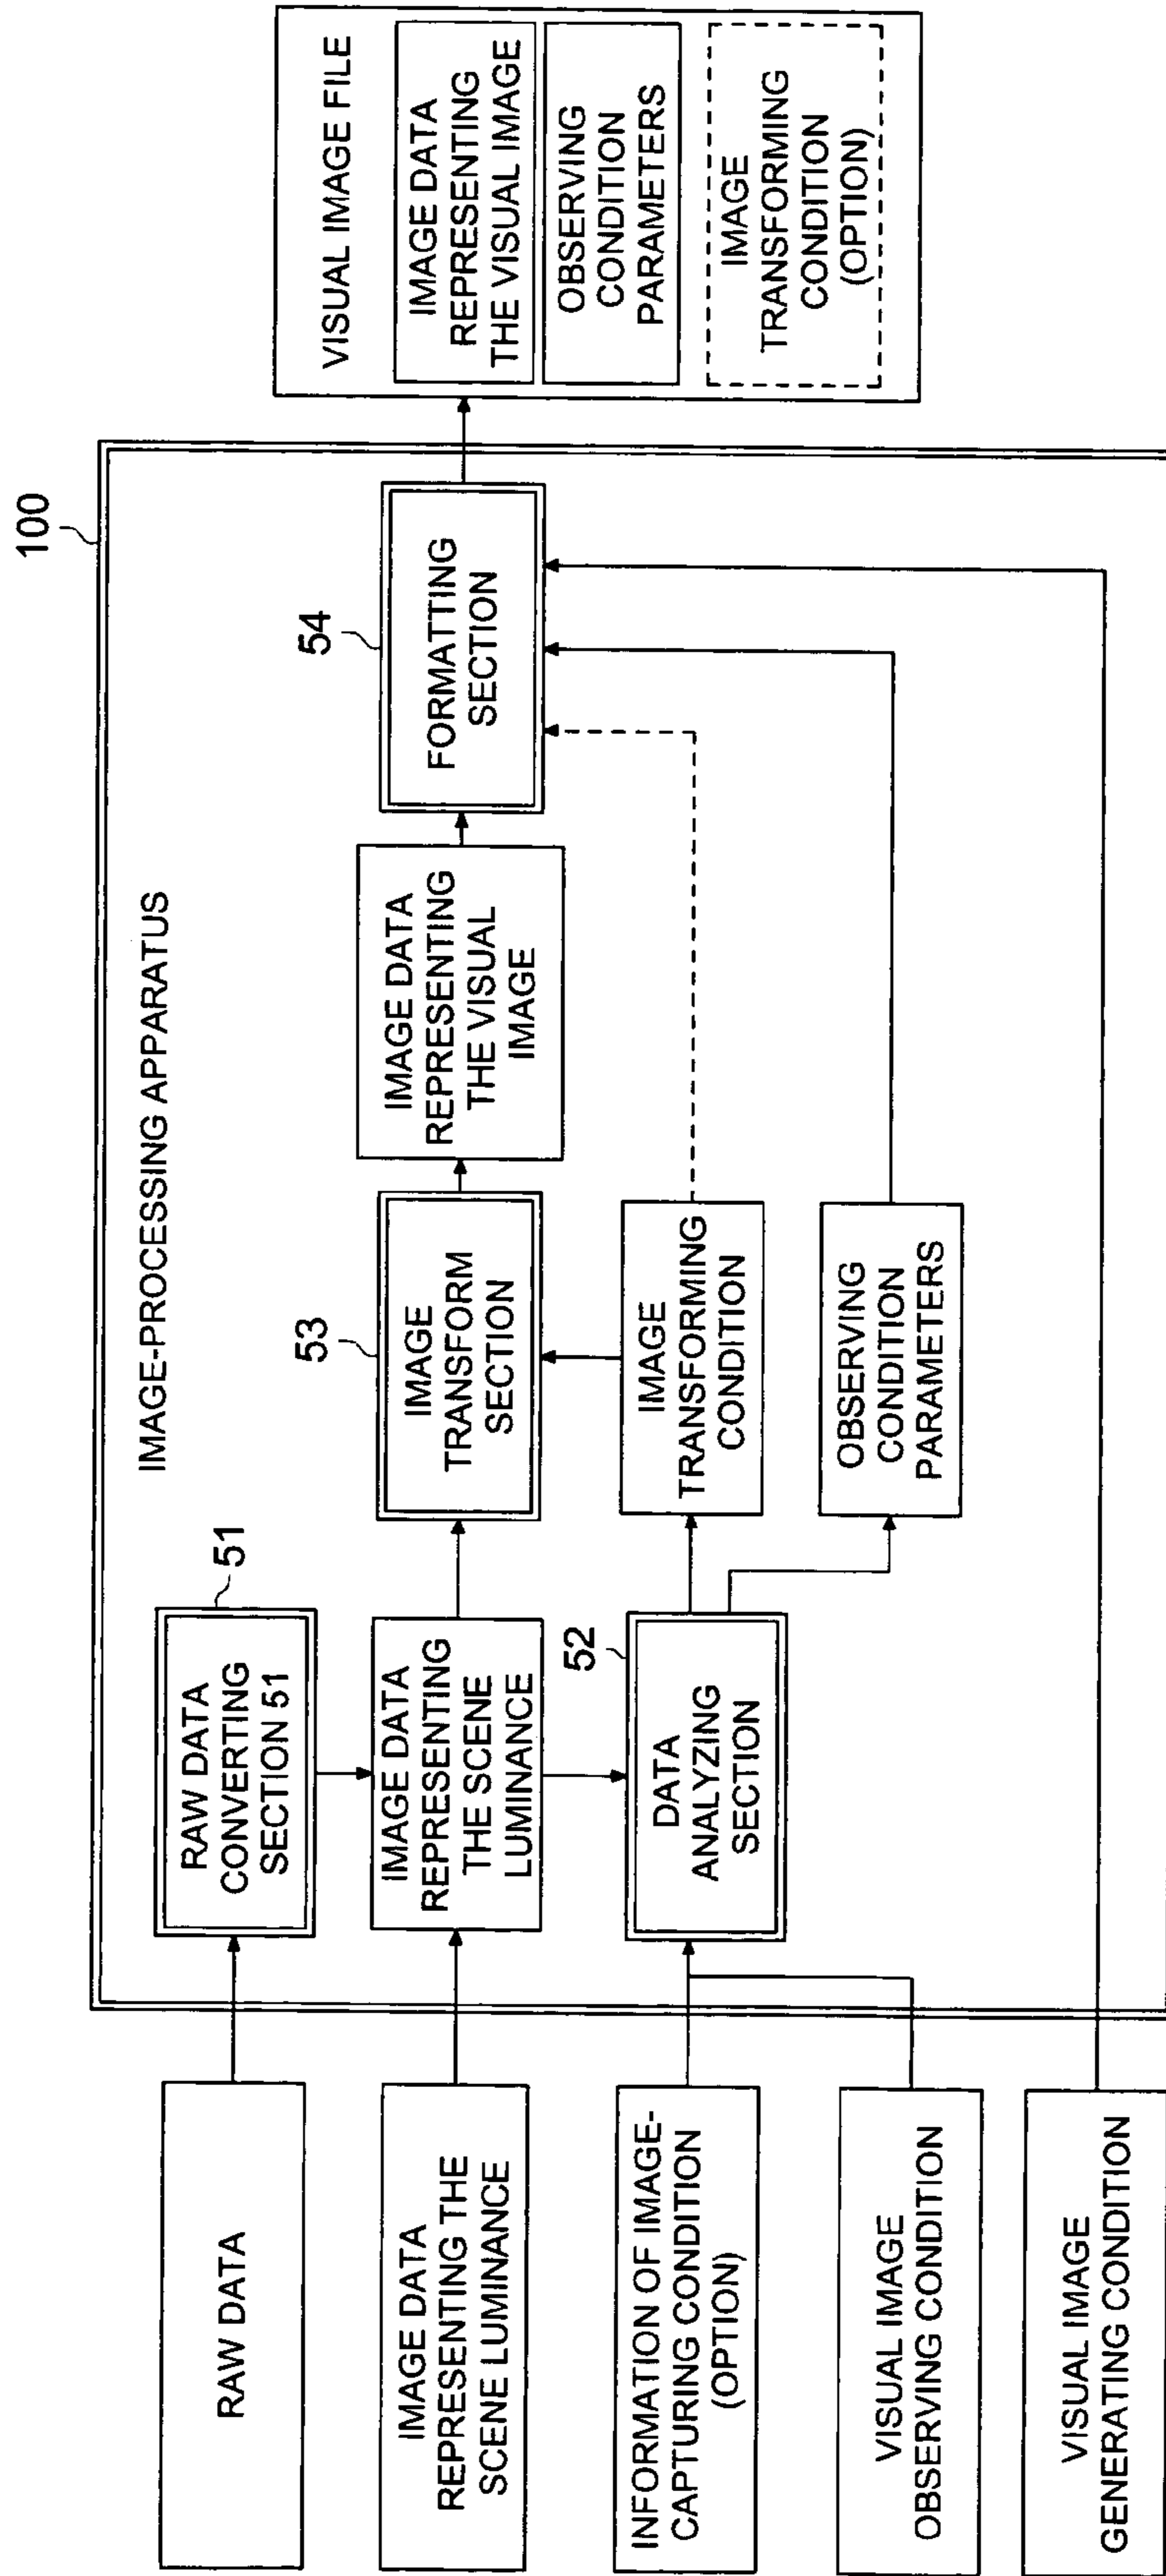 100
IMAGE-PROCESSING APPARATUS
RAW DATA
IMAGE DATA
REPRESENTING THE
SCENE LUMINANCE
INFORMATION OF IMAGE-
CAPTURING CONDITION
(OPTION)
VISUAL IMAGE
OBSERVING CONDITION
VISUAL IMAGE
GENERATING CONDITION
51
RAW DATA
CONVERTING
SECTION 51
IMAGE DATA
REPRESENTING
THE SCENE
LUMINANCE
52
DATA
ANALYZING
SECTION
53
IMAGE
TRANSFORM
SECTION
IMAGE
TRANSFORMING
CONDITION
OBSERVING
CONDITION
PARAMETERS
IMAGE DATA
REPRESENTING
THE VISUAL
IMAGE
54
FORMATTING
SECTION
VISUAL IMAGE FILE
IMAGE DATA
REPRESENTING
THE VISUAL IMAGE
OBSERVING
CONDITION
PARAMETERS
IMAGE
TRANSFORMING
CONDITION
(OPTION)